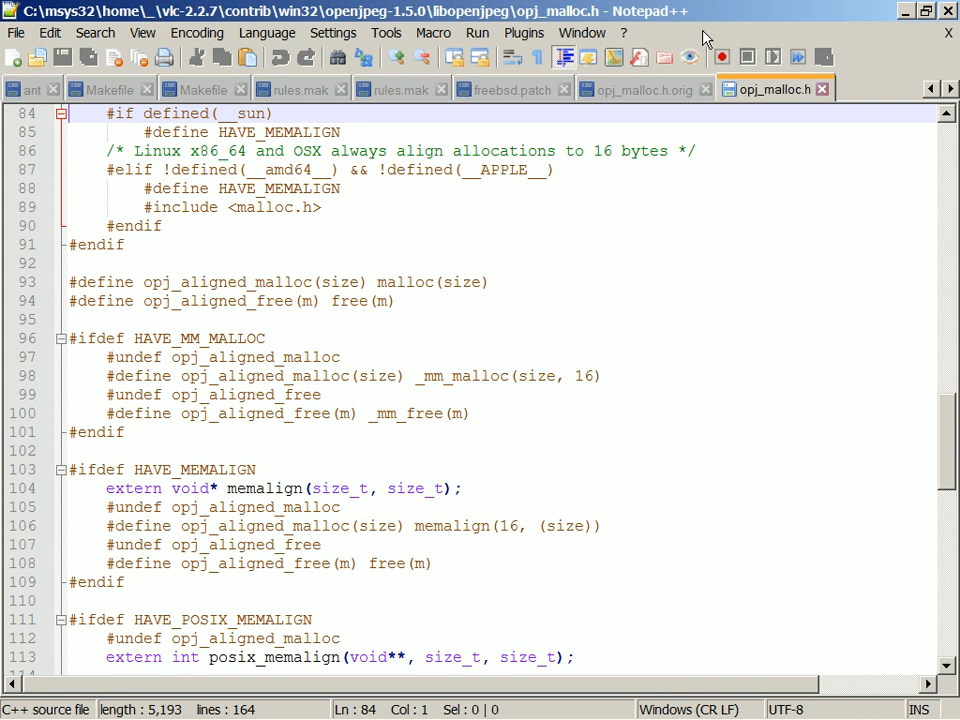 C:\msys32\home\_\vlc-2.2.7\contrib\win32\openjpeg-1.5.0\libopenjpeg\opj_malloc.h - Notepad++
File Edit Search View Encoding Language Settings Tools Macro Run Plugins Window ? X
ant Makefile Makefile rules.mak rules.mak freebsd.patch opj_malloc.h.orig opj_malloc.h
84 #if defined(__sun)
85 #define HAVE_MEMALIGN
86 /* Linux x86_64 and OSX always align allocations to 16 bytes */
87 #elif !defined(__amd64__) && !defined(__APPLE__)
88 #define HAVE_MEMALIGN
89 #include <malloc.h>
90 #endif
91 #endif
92
93 #define opj_aligned_malloc(size) malloc(size)
94 #define opj_aligned_free(m) free(m)
95
96 #ifdef HAVE_MM_MALLOC
97 #undef opj_aligned_malloc
98 #define opj_aligned_malloc(size) _mm_malloc(size, 16)
99 #undef opj_aligned_free
100 #define opj_aligned_free(m) _mm_free(m)
101 #endif
102
103 #ifdef HAVE_MEMALIGN
104 extern void* memalign(size_t, size_t);
105 #undef opj_aligned_malloc
106 #define opj_aligned_malloc(size) memalign(16, (size))
107 #undef opj_aligned_free
108 #define opj_aligned_free(m) free(m)
109 #endif
110
111 #ifdef HAVE_POSIX_MEMALIGN
112 #undef opj_aligned_malloc
113 extern int posix_memalign(void**, size_t, size_t);
C++ source file length : 5,193 lines : 164 Ln : 84 Col : 1 Sel : 0 | 0 Windows (CR LF) UTF-8 INS